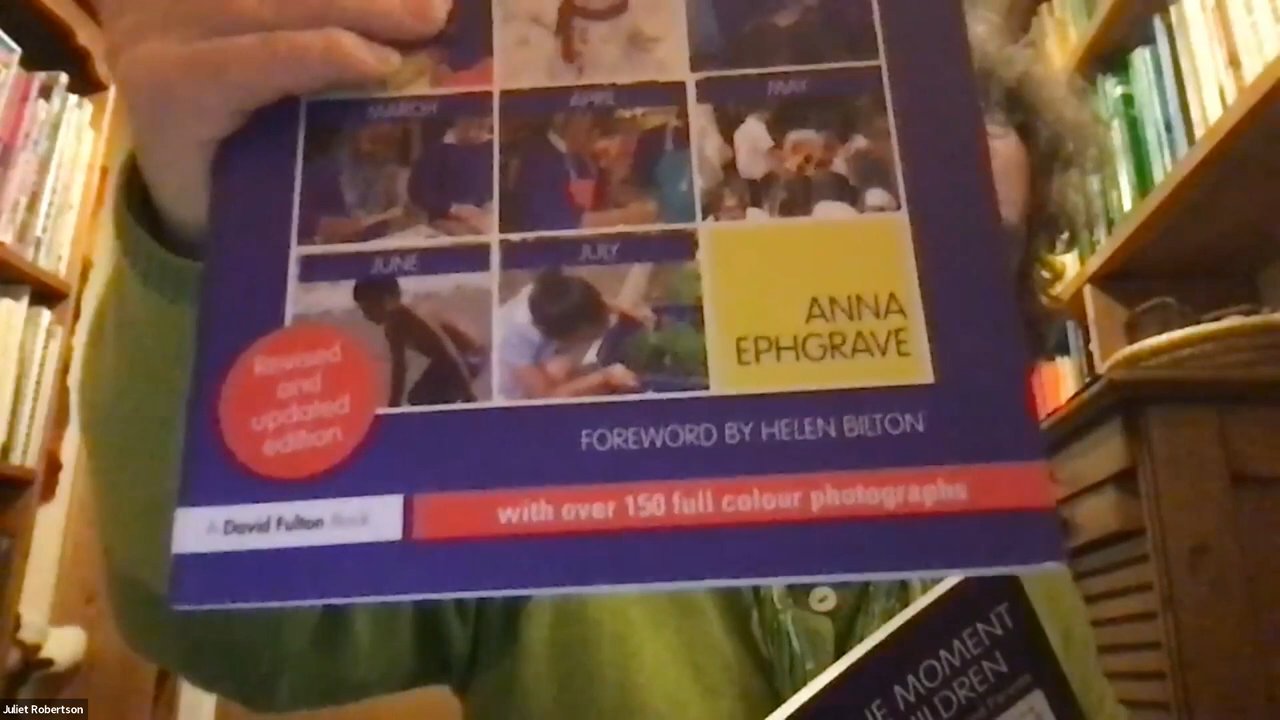 MARCH
APRIL
MAY
JUNE
JULY
ANNA
EPHGRAVE
Revised
and
updated
edition
FOREWORD BY HELEN BILTON
A David Fulton Book
with over 150 full colour photographs
MOMENT
Juliet Robertson